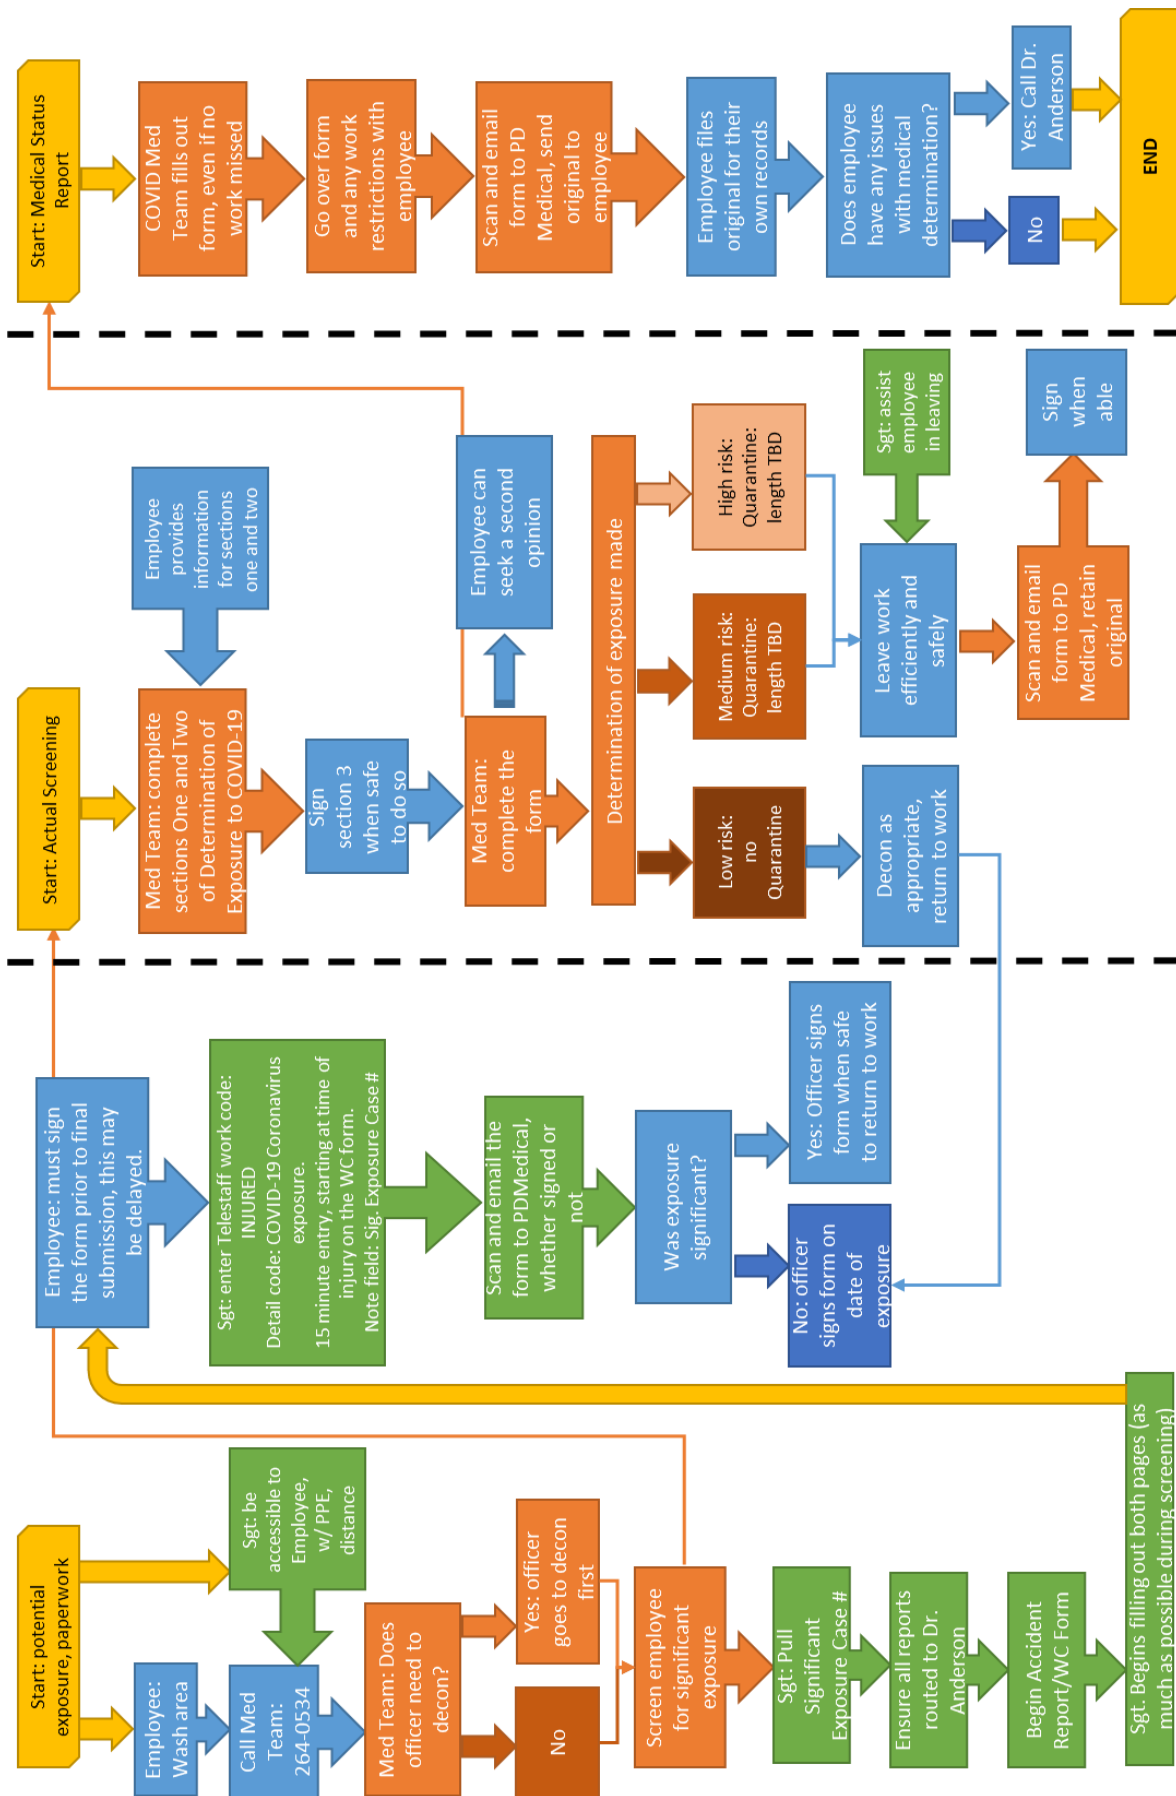 Start: potential
exposure, paperwork
Employee:
Wash area
Call Med
Team:
264-0534
Sgt: be
accessible to
Employee,
w/ PPE,
distance
Med Team: Does
officer need to
decon?
No
Yes: officer
goes to decon
first
Screen employee
for significant
exposure
Sgt: Pull
Significant
Exposure Case #
Ensure all reports
routed to Dr.
Anderson
Begin Accident
Report/WC Form
Sgt. Begins filling out both pages (as
much as possible during screening)
Employee: must sign
the form prior to final
submission, this may
be delayed.
Sgt: enter Telestaff work code:
INJURED
Detail code: COVID-19 Coronavirus
exposure.
15 minute entry, starting at time of
injury on the WC form.
Note field: Sig. Exposure Case #
Scan and email the
form to PDMedical,
whether signed or
not
Was exposure
significant?
No: officer
signs form on
date of
exposure
Yes: Officer signs
form when safe
to return to work
Start: Actual Screening
Med Team: complete
sections One and Two
of Determination of
Exposure to COVID-19
Employee
provides
information
for sections
one and two
Sign
section 3
when safe
to do so
Med Team:
complete the
form
Employee can
seek a second
opinion
Determination of exposure made
Low risk:
no
Quarantine
Medium risk:
Quarantine:
length TBD
High risk:
Quarantine:
length TBD
Decon as
appropriate,
return to work
Leave work
efficiently and
safely
Sgt: assist
employee
in leaving
Scan and email
form to PD
Medical, retain
original
Sign
when
able
Start: Medical Status
Report
COVID Med
Team fills out
form, even if no
work missed
Go over form
and any work
restrictions with
employee
Scan and email
form to PD
Medical, send
original to
employee
Employee files
original for their
own records
Does employee
have any issues
with medical
determination?
No
Yes: Call Dr.
Anderson
END